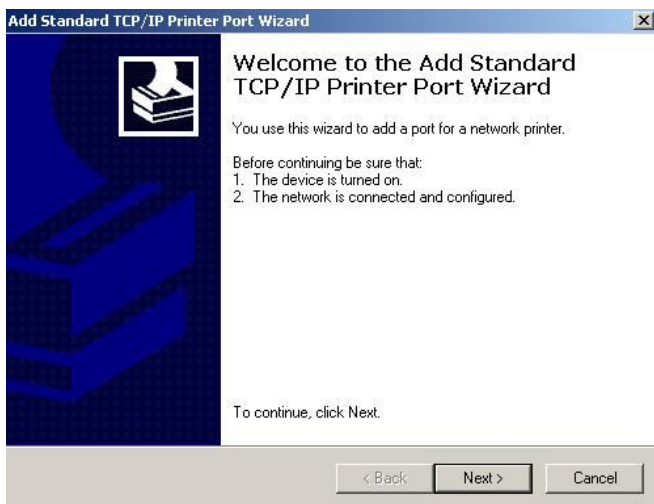 Add Standard TCP/IP Printer Port Wizard
Welcome to the Add Standard
TCP/IP Printer Port Wizard
You use this wizard to add a port for a network printer.
Before continuing be sure that:
1. The device is turned on.
2. The network is connected and configured.
To continue, click Next.
< Back
Next >
Cancel